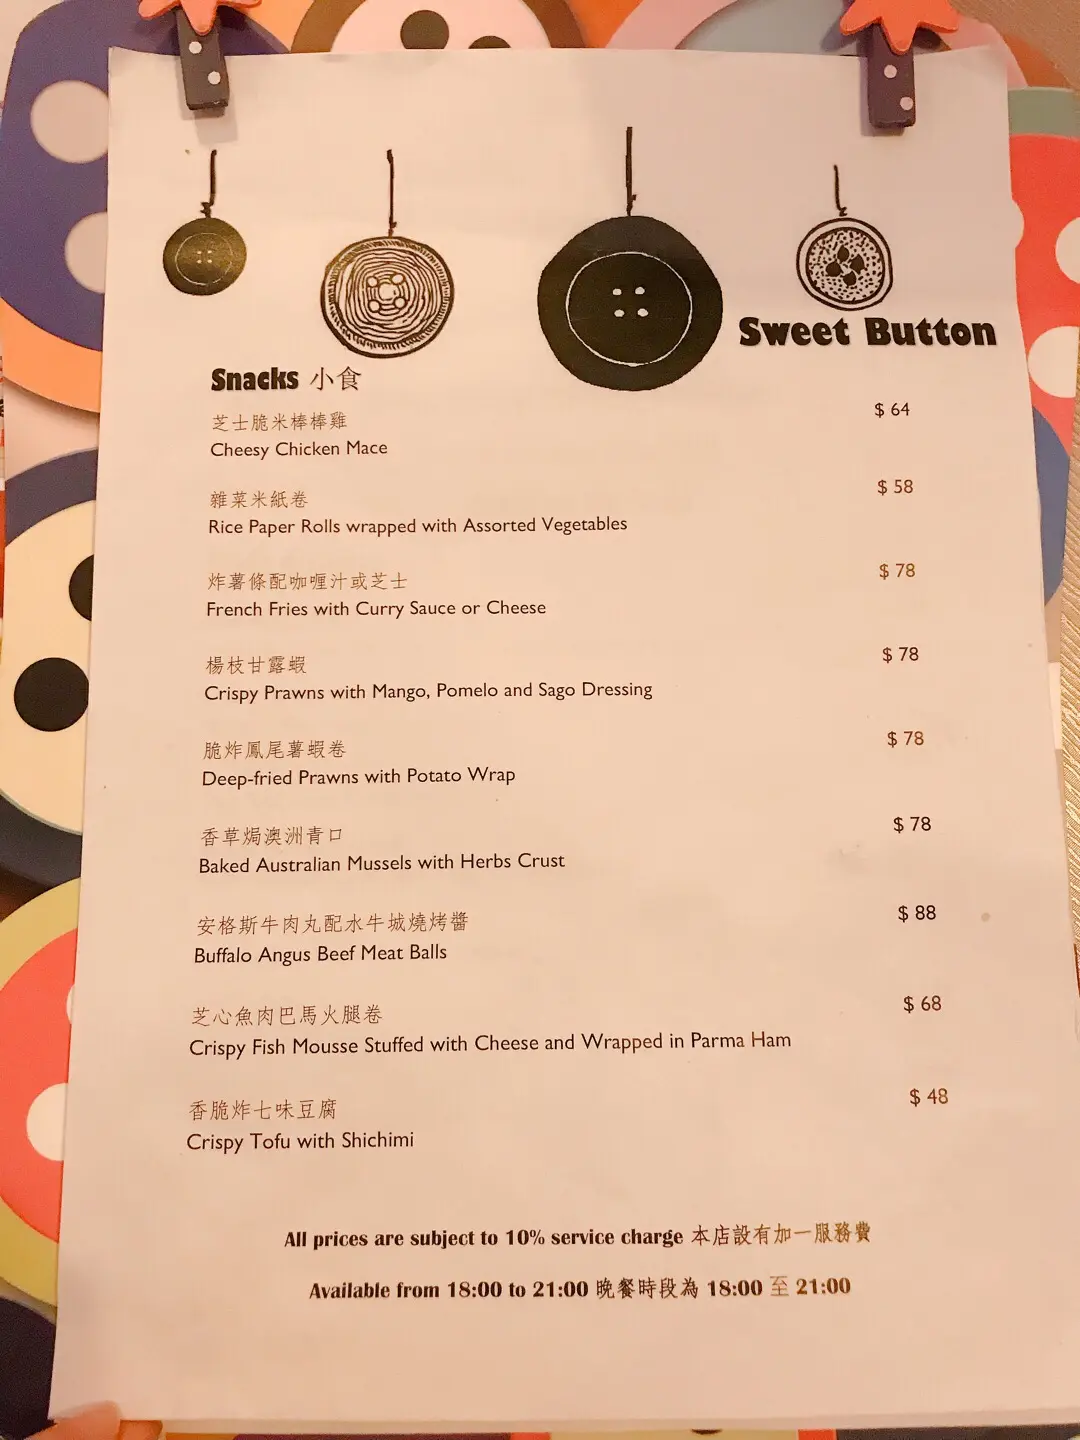 Sweet Button
Snacks 小食
芝士脆米棒棒雞 $ 64
Cheesy Chicken Mace
雜菜米紙卷 $ 58
Rice Paper Rolls wrapped with Assorted Vegetables
炸薯條配咖喱汁或芝士 $ 78
French Fries with Curry Sauce or Cheese
楊枝甘露蝦 $ 78
Crispy Prawns with Mango, Pomelo and Sago Dressing
脆炸鳳尾薯蝦卷 $ 78
Deep-fried Prawns with Potato Wrap
香草焗澳洲青口 $ 78
Baked Australian Mussels with Herbs Crust
安格斯牛肉丸配水牛城燒烤醬 $ 88
Buffalo Angus Beef Meat Balls
芝心魚肉巴馬火腿卷 $ 68
Crispy Fish Mousse Stuffed with Cheese and Wrapped in Parma Ham
香脆炸七味豆腐 $ 48
Crispy Tofu with Shichimi
All prices are subject to 10% service charge 本店設有加一服務費
Available from 18:00 to 21:00 晚餐時段為 18:00 至 21:00